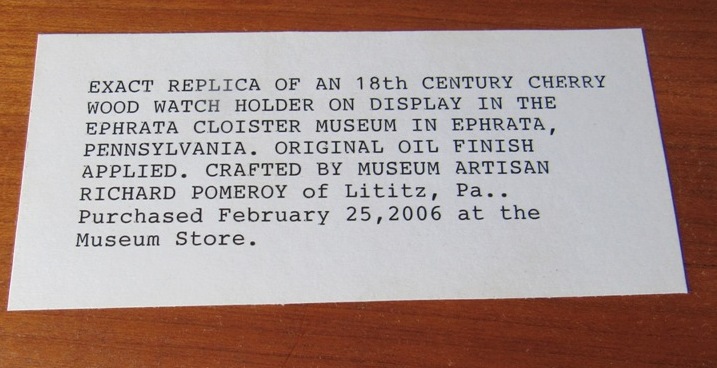 EXACT REPLICA OF AN 18th CENTURY CHERRY
WOOD WATCH HOLDER ON DISPLAY IN THE
EPHRATA CLOISTER MUSEUM IN EPHRATA,
PENNSYLVANIA. ORIGINAL OIL FINISH
APPLIED. CRAFTED BY MUSEUM ARTISAN
RICHARD POMEROY of Lititz, Pa..
Purchased February 25,2006 at the
Museum Store.